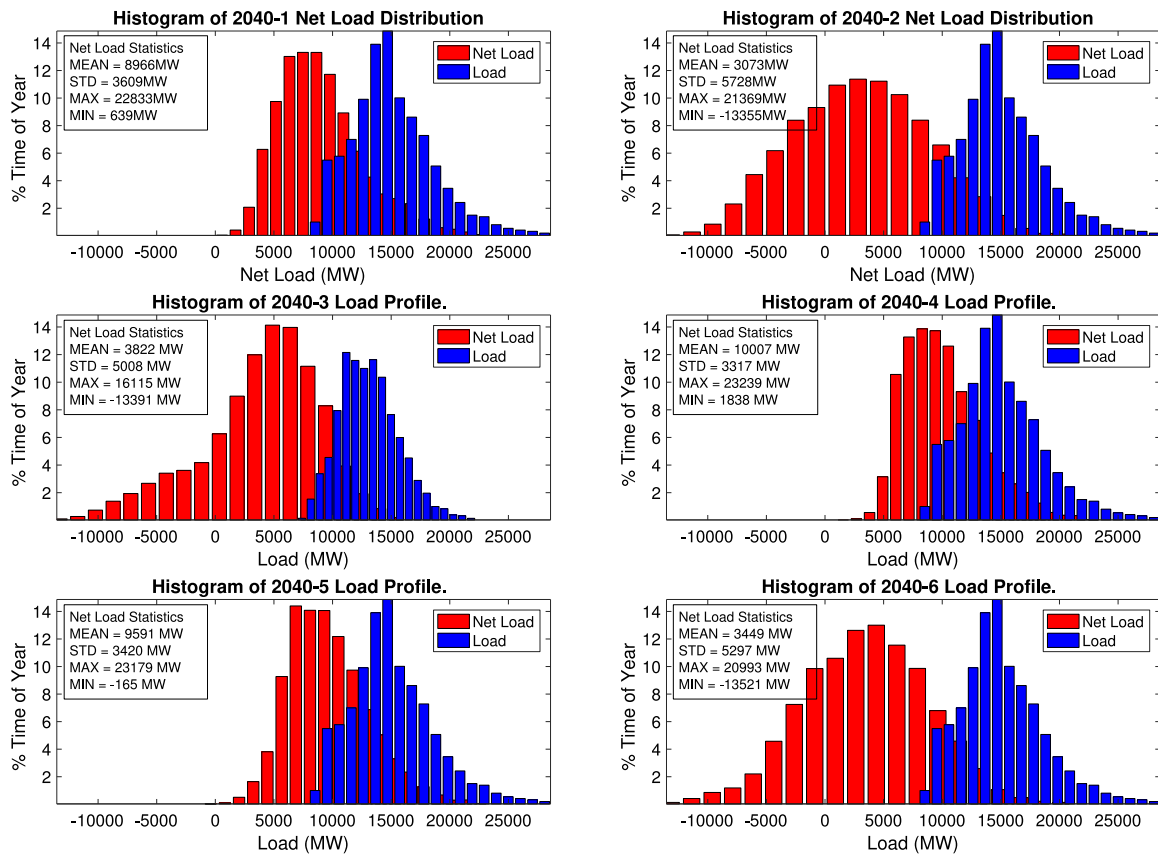 Histogram of 2040-1 Net Load Distribution
Net Load Statistics
MEAN = 8966MW
STD = 3609MW
MAX = 22833MW
MIN = 639MW
Net Load
Load
% Time of Year
14
12
10
8
6
4
2
-10000 -5000 0 5000 10000 15000 20000 25000
Net Load (MW)
Histogram of 2040-2 Net Load Distribution
Net Load Statistics
MEAN = 3073MW
STD = 5728MW
MAX = 21369MW
MIN = -13355MW
Net Load
Load
% Time of Year
14
12
10
8
6
4
2
-10000 -5000 0 5000 10000 15000 20000 25000
Net Load (MW)
Histogram of 2040-3 Load Profile.
Net Load Statistics
MEAN = 3822 MW
STD = 5008 MW
MAX = 16115 MW
MIN = -13391 MW
Net Load
Load
% Time of Year
14
12
10
8
6
4
2
-10000 -5000 0 5000 10000 15000 20000 25000
Load (MW)
Histogram of 2040-4 Load Profile.
Net Load Statistics
MEAN = 10007 MW
STD = 3317 MW
MAX = 23239 MW
MIN = 1838 MW
Net Load
Load
% Time of Year
14
12
10
8
6
4
2
-10000 -5000 0 5000 10000 15000 20000 25000
Load (MW)
Histogram of 2040-5 Load Profile.
Net Load Statistics
MEAN = 9591 MW
STD = 3420 MW
MAX = 23179 MW
MIN = -165 MW
Net Load
Load
% Time of Year
14
12
10
8
6
4
2
-10000 -5000 0 5000 10000 15000 20000 25000
Load (MW)
Histogram of 2040-6 Load Profile.
Net Load Statistics
MEAN = 3449 MW
STD = 5297 MW
MAX = 20993 MW
MIN = -13521 MW
Net Load
Load
% Time of Year
14
12
10
8
6
4
2
-10000 -5000 0 5000 10000 15000 20000 25000
Load (MW)